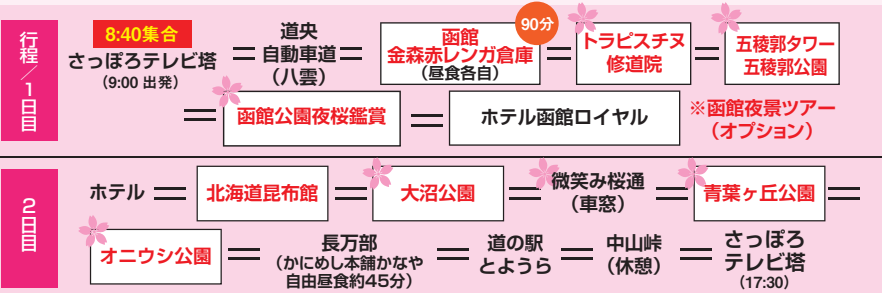 行程/1日目
8:40集合
さっぽろテレビ塔
（9:00 出発）
道央
自動車道
（八雲）
90分
函館
金森赤レンガ倉庫
（昼食各自）
トラピスチヌ
修道院
五稜郭タワー
五稜郭公園
函館公園夜桜鑑賞
ホテル函館ロイヤル
※函館夜景ツアー
（オプション）
2日目
ホテル
北海道昆布館
大沼公園
微笑み桜通
（車窓）
青葉ヶ丘公園
オニウシ公園
長万部
（かにめし本舗かなや
自由昼食約45分）
道の駅
とようら
中山峠
（休憩）
さっぽろ
テレビ塔
（17:30）